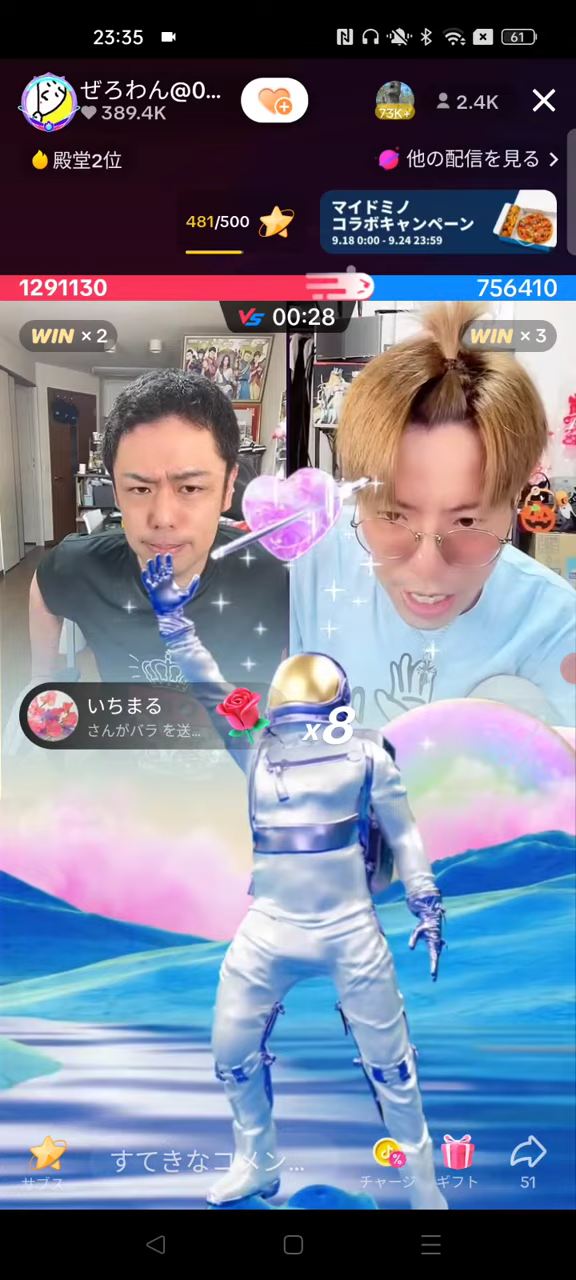 23:35
61
ぜろわん@0...
389.4K
73K+
2.4K
殿堂2位
他の配信を見る
481/500
マイドミノ
コラボキャンペーン
9.18 0:00 - 9.24 23:59
1291130
756410
VS 00:28
WIN × 2
WIN × 3
いちまる
さんがバラ を送...
x8
サブス
すてきなコメン...
チャージ
ギフト
51